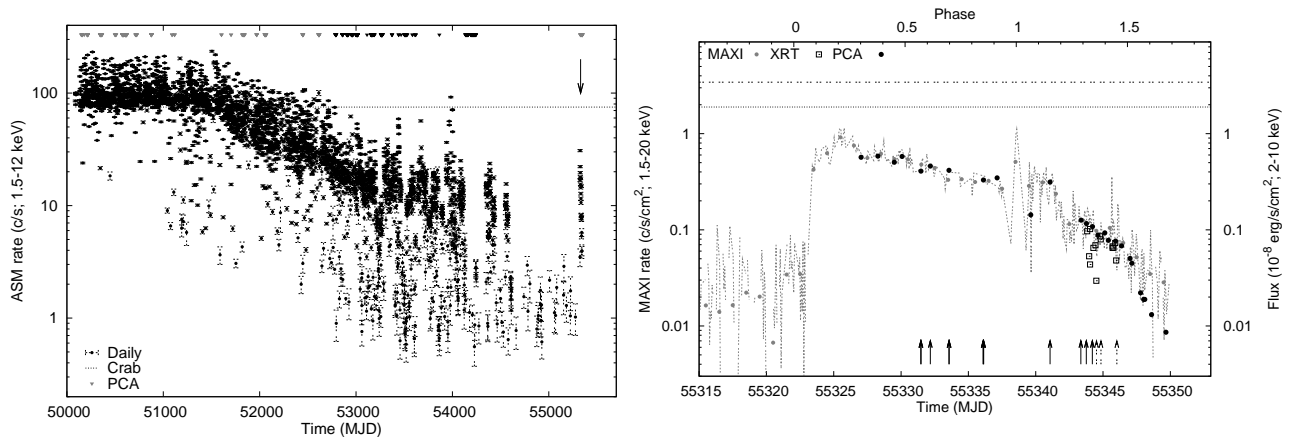 ASM rate (c/s; 1.5-12 keV)
100
10
1
Daily
Crab
PCA
50000 51000 52000 53000 54000 55000
Time (MJD)
Phase
0 0.5 1 1.5
MAXI XRT PCA
MAXI rate (c/s/cm2; 1.5-20 keV)
1
0.1
0.01
1
0.1
0.01
Flux (10-8 erg/s/cm2; 2-10 keV)
55315 55320 55325 55330 55335 55340 55345 55350
Time (MJD)